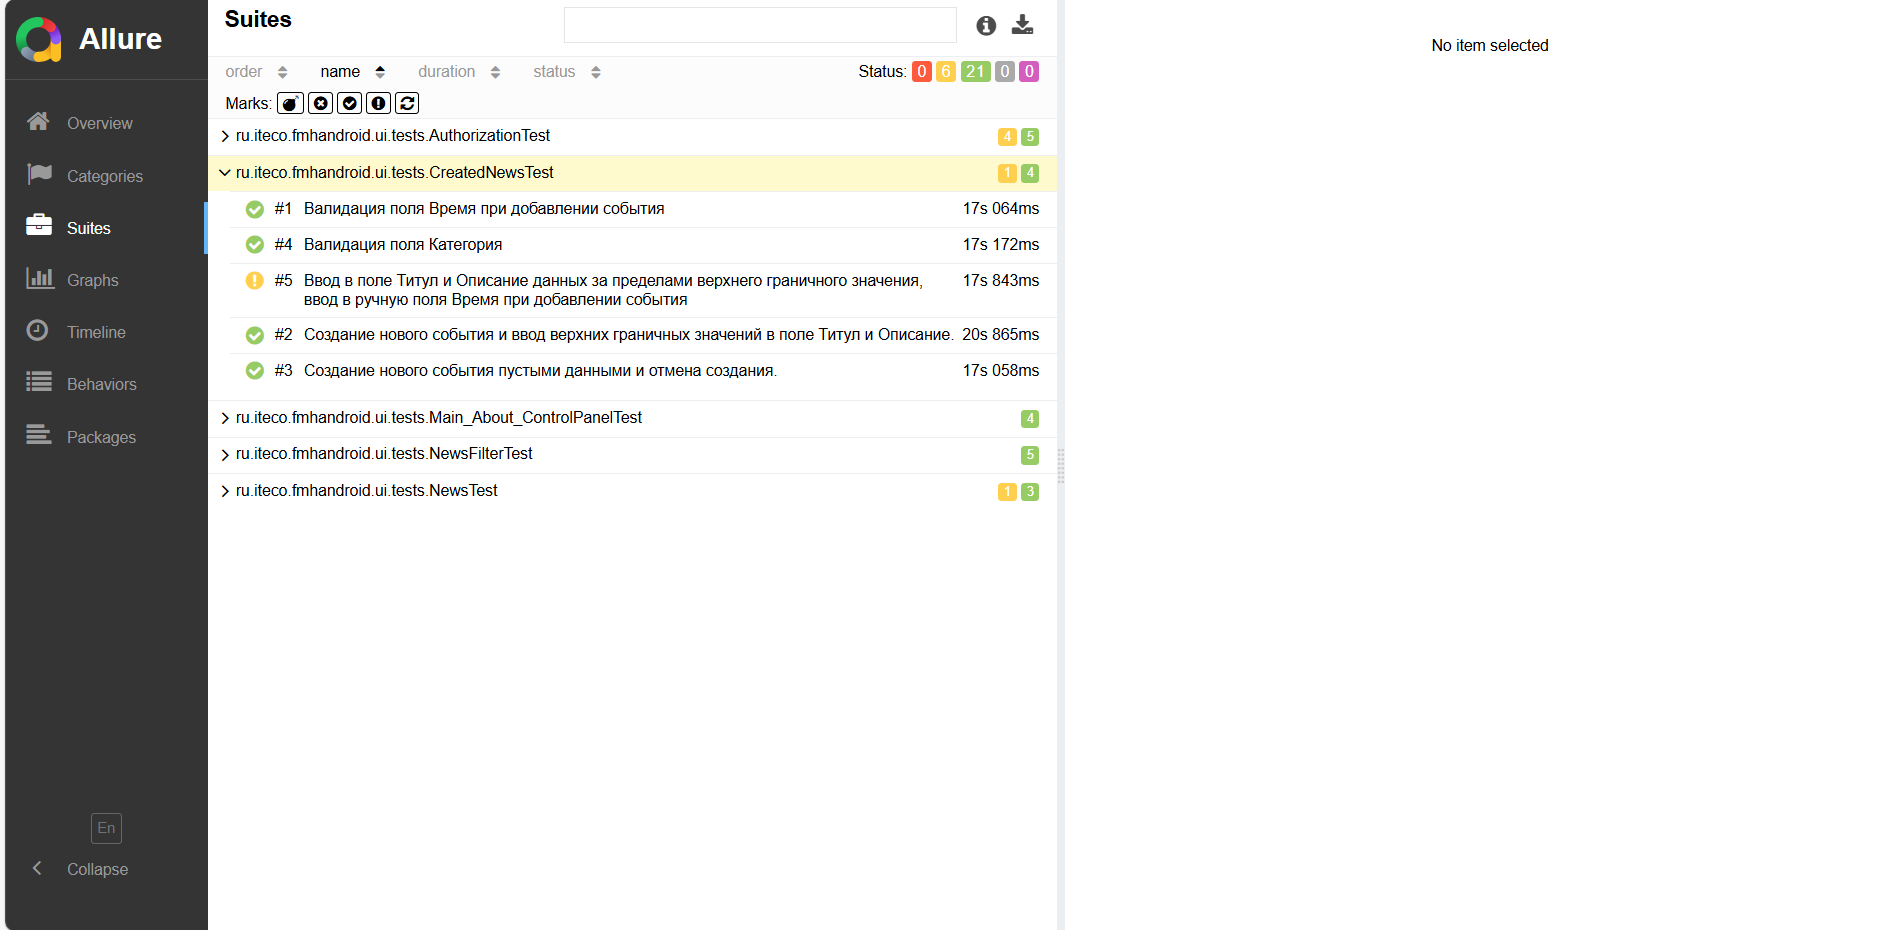 Allure
Overview
Categories
Suites
Graphs
Timeline
Behaviors
Packages
En
Collapse
Suites
order name duration status Status: 0 6 21 0 0
Marks:
ru.iteco.fmhandroid.ui.tests.AuthorizationTest 4 5
ru.iteco.fmhandroid.ui.tests.CreatedNewsTest 1 4
#1 Валидация поля Время при добавлении события 17s 064ms
#4 Валидация поля Категория 17s 172ms
#5 Ввод в поле Титул и Описание данных за пределами верхнего граничного значения, 17s 843ms
ввод в ручную поля Время при добавлении события
#2 Создание нового события и ввод верхних граничных значений в поле Титул и Описание. 20s 865ms
#3 Создание нового события пустыми данными и отмена создания. 17s 058ms
ru.iteco.fmhandroid.ui.tests.Main_About_ControlPanelTest 4
ru.iteco.fmhandroid.ui.tests.NewsFilterTest 5
ru.iteco.fmhandroid.ui.tests.NewsTest 1 3
No item selected